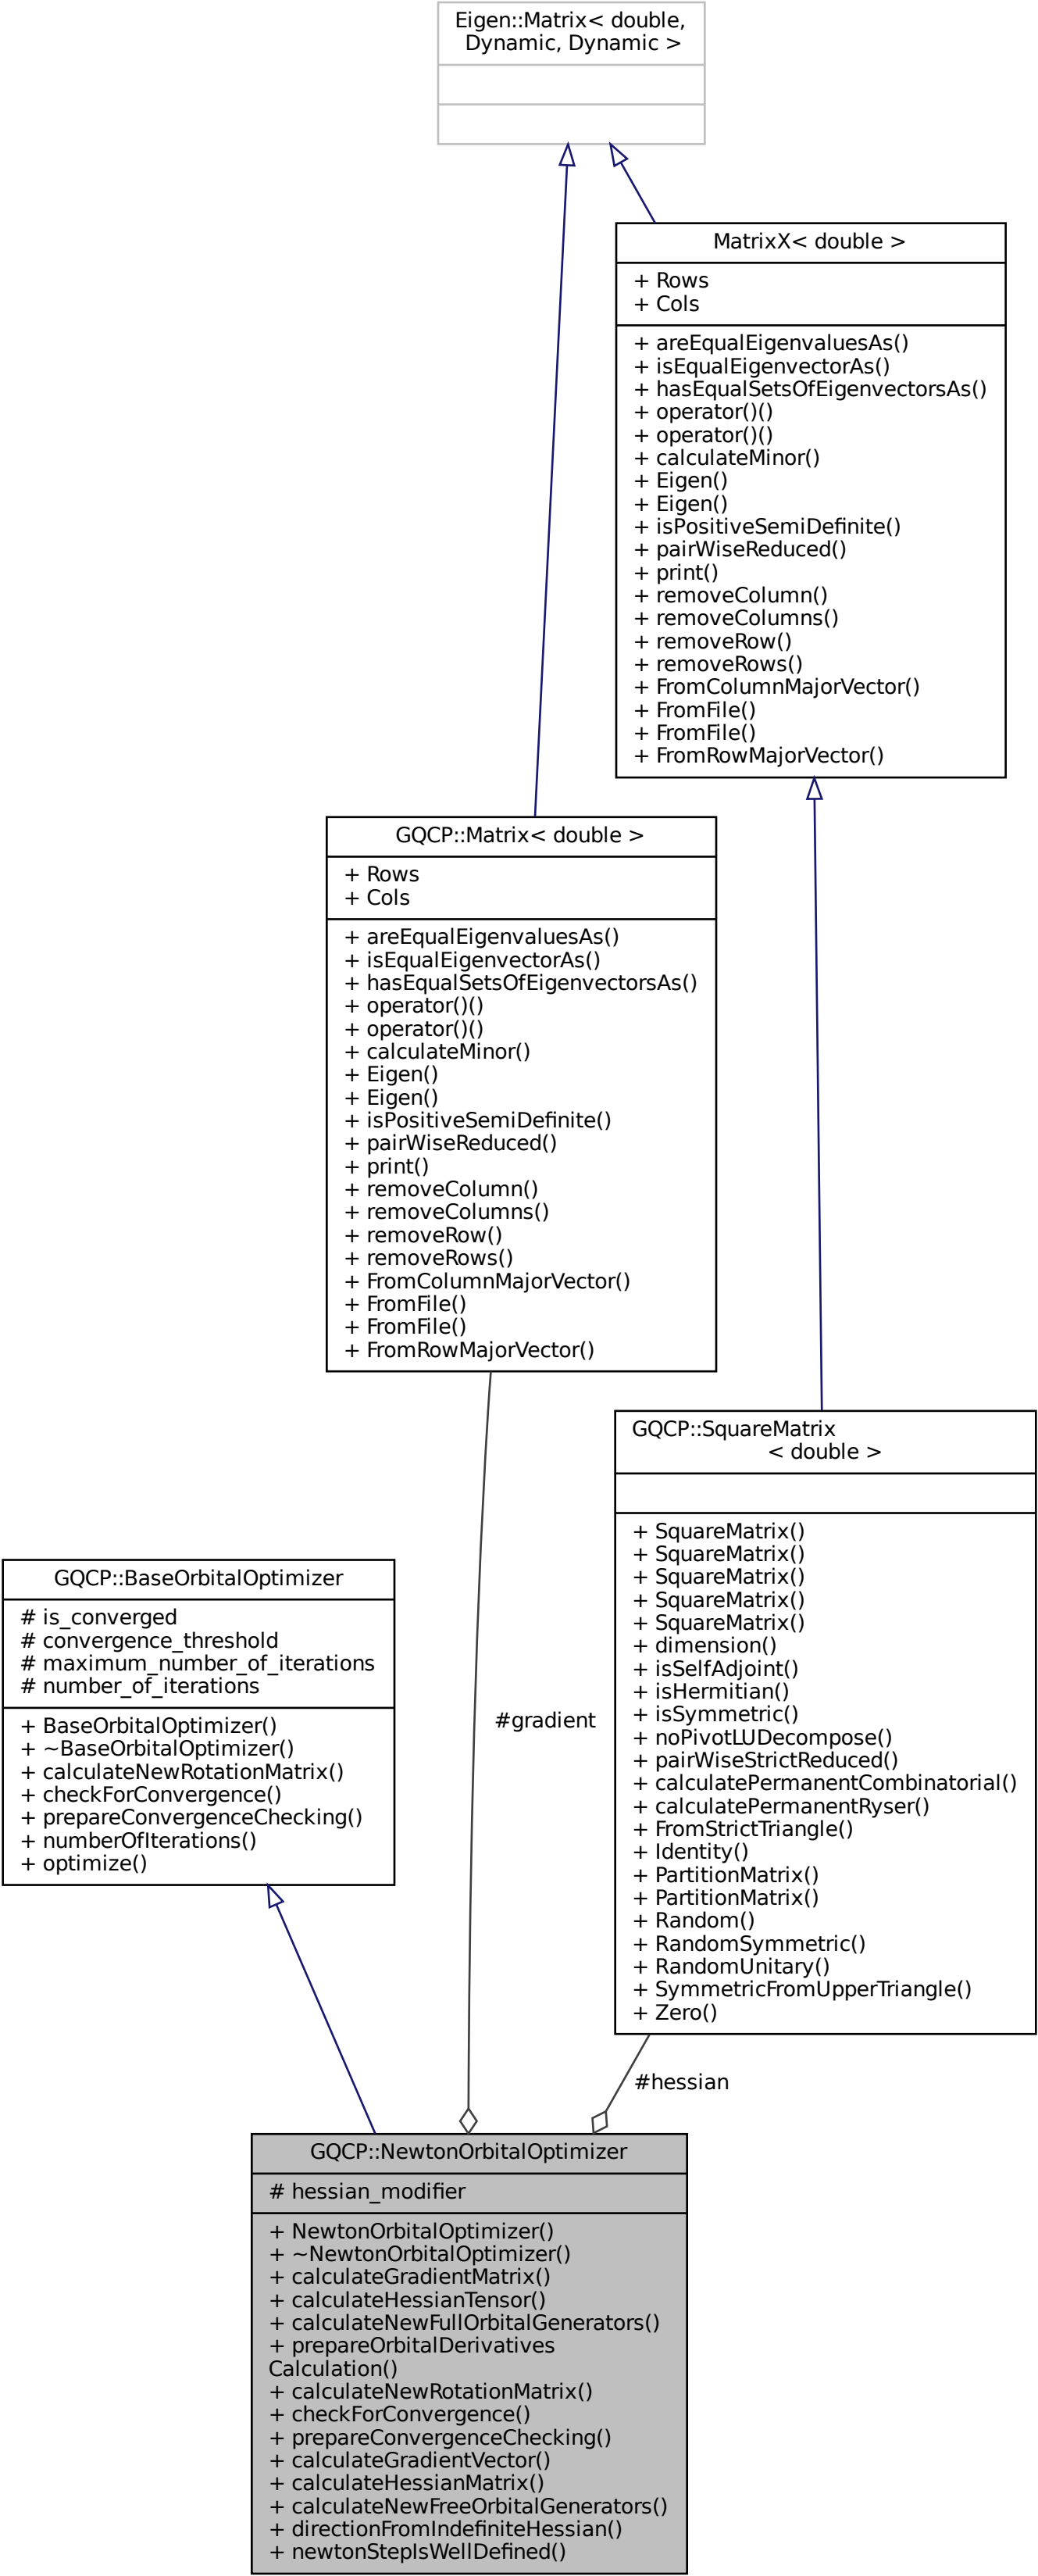 Eigen::Matrix< double,
Dynamic, Dynamic >
MatrixX< double >
+ Rows
+ Cols
+ areEqualEigenvaluesAs()
+ isEqualEigenvectorAs()
+ hasEqualSetsOfEigenvectorsAs()
+ operator()()
+ operator()()
+ calculateMinor()
+ Eigen()
+ Eigen()
+ isPositiveSemiDefinite()
+ pairWiseReduced()
+ print()
+ removeColumn()
+ removeColumns()
+ removeRow()
+ removeRows()
+ FromColumnMajorVector()
+ FromFile()
+ FromFile()
+ FromRowMajorVector()
GQCP::Matrix< double >
+ Rows
+ Cols
+ areEqualEigenvaluesAs()
+ isEqualEigenvectorAs()
+ hasEqualSetsOfEigenvectorsAs()
+ operator()()
+ operator()()
+ calculateMinor()
+ Eigen()
+ Eigen()
+ isPositiveSemiDefinite()
+ pairWiseReduced()
+ print()
+ removeColumn()
+ removeColumns()
+ removeRow()
+ removeRows()
+ FromColumnMajorVector()
+ FromFile()
+ FromFile()
+ FromRowMajorVector()
GQCP::SquareMatrix
< double >
+ SquareMatrix()
+ SquareMatrix()
+ SquareMatrix()
+ SquareMatrix()
+ SquareMatrix()
+ dimension()
+ isSelfAdjoint()
+ isHermitian()
+ isSymmetric()
+ noPivotLUDecompose()
+ pairWiseStrictReduced()
+ calculatePermanentCombinatorial()
+ calculatePermanentRyser()
+ FromStrictTriangle()
+ Identity()
+ PartitionMatrix()
+ PartitionMatrix()
+ Random()
+ RandomSymmetric()
+ RandomUnitary()
+ SymmetricFromUpperTriangle()
+ Zero()
GQCP::BaseOrbitalOptimizer
# is_converged
# convergence_threshold
# maximum_number_of_iterations
# number_of_iterations
+ BaseOrbitalOptimizer()
+ ~BaseOrbitalOptimizer()
+ calculateNewRotationMatrix()
+ checkForConvergence()
+ prepareConvergenceChecking()
+ numberOfIterations()
+ optimize()
#gradient
#hessian
GQCP::NewtonOrbitalOptimizer
# hessian_modifier
+ NewtonOrbitalOptimizer()
+ ~NewtonOrbitalOptimizer()
+ calculateGradientMatrix()
+ calculateHessianTensor()
+ calculateNewFullOrbitalGenerators()
+ prepareOrbitalDerivatives
Calculation()
+ calculateNewRotationMatrix()
+ checkForConvergence()
+ prepareConvergenceChecking()
+ calculateGradientVector()
+ calculateHessianMatrix()
+ calculateNewFreeOrbitalGenerators()
+ directionFromIndefiniteHessian()
+ newtonStepIsWellDefined()